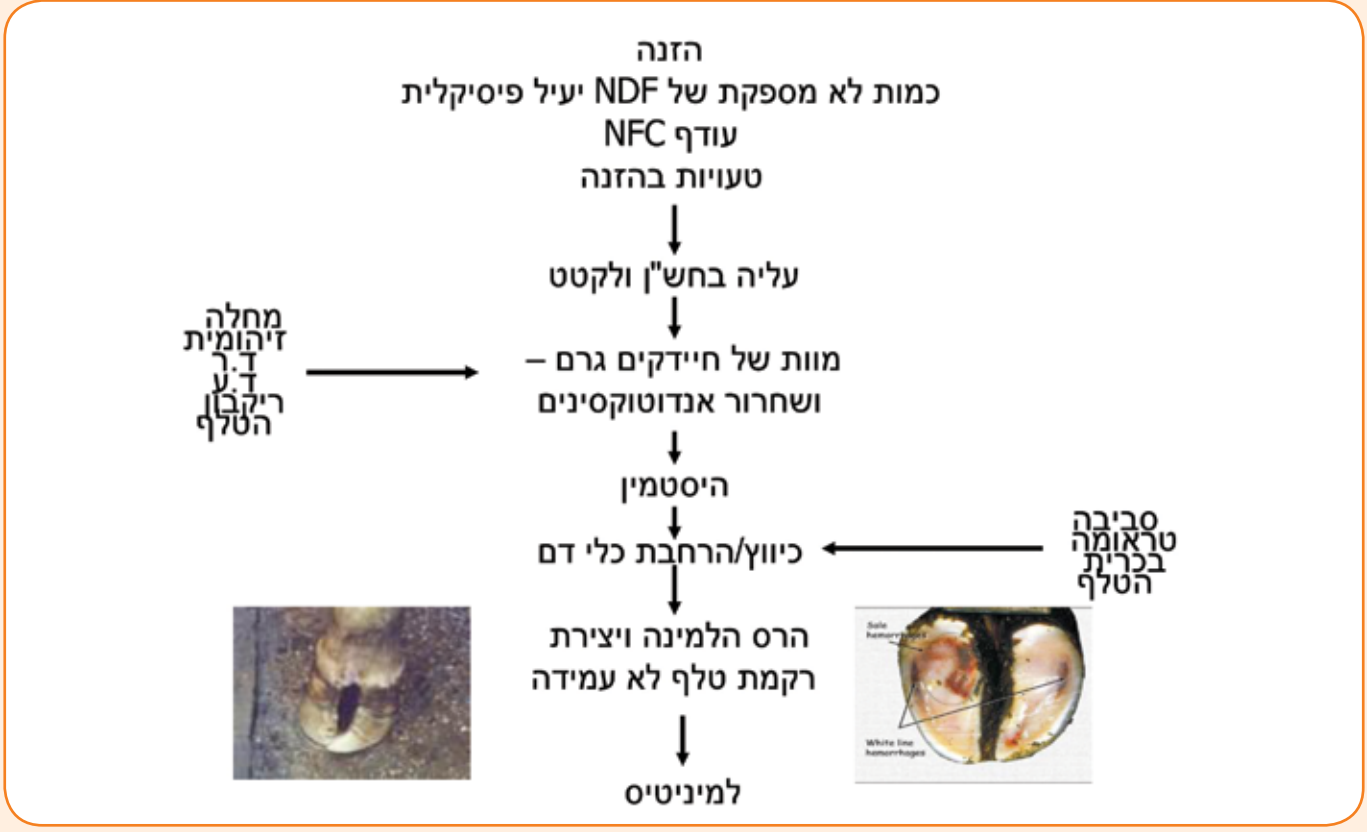 הזנה
כמות לא מספקת של NDF יעיל פיסיקלית
עודף NFC
טעויות בהזנה
עליה בחש"ן ולקטט
מחלה
זיהומית
ד.ר
ד.ע
ריקבון
הטלף
מוות של חיידקים גרם –
ושחרור אנדוטוקסינים
היסטמין
סביבה
טראומה
בכרית
הטלף
כיווץ/הרחבת כלי דם
הרס הלמינה ויצירת
רקמת טלף לא עמידה
Sole
hemorrhages
White line
hemorrhages
למיניטיס